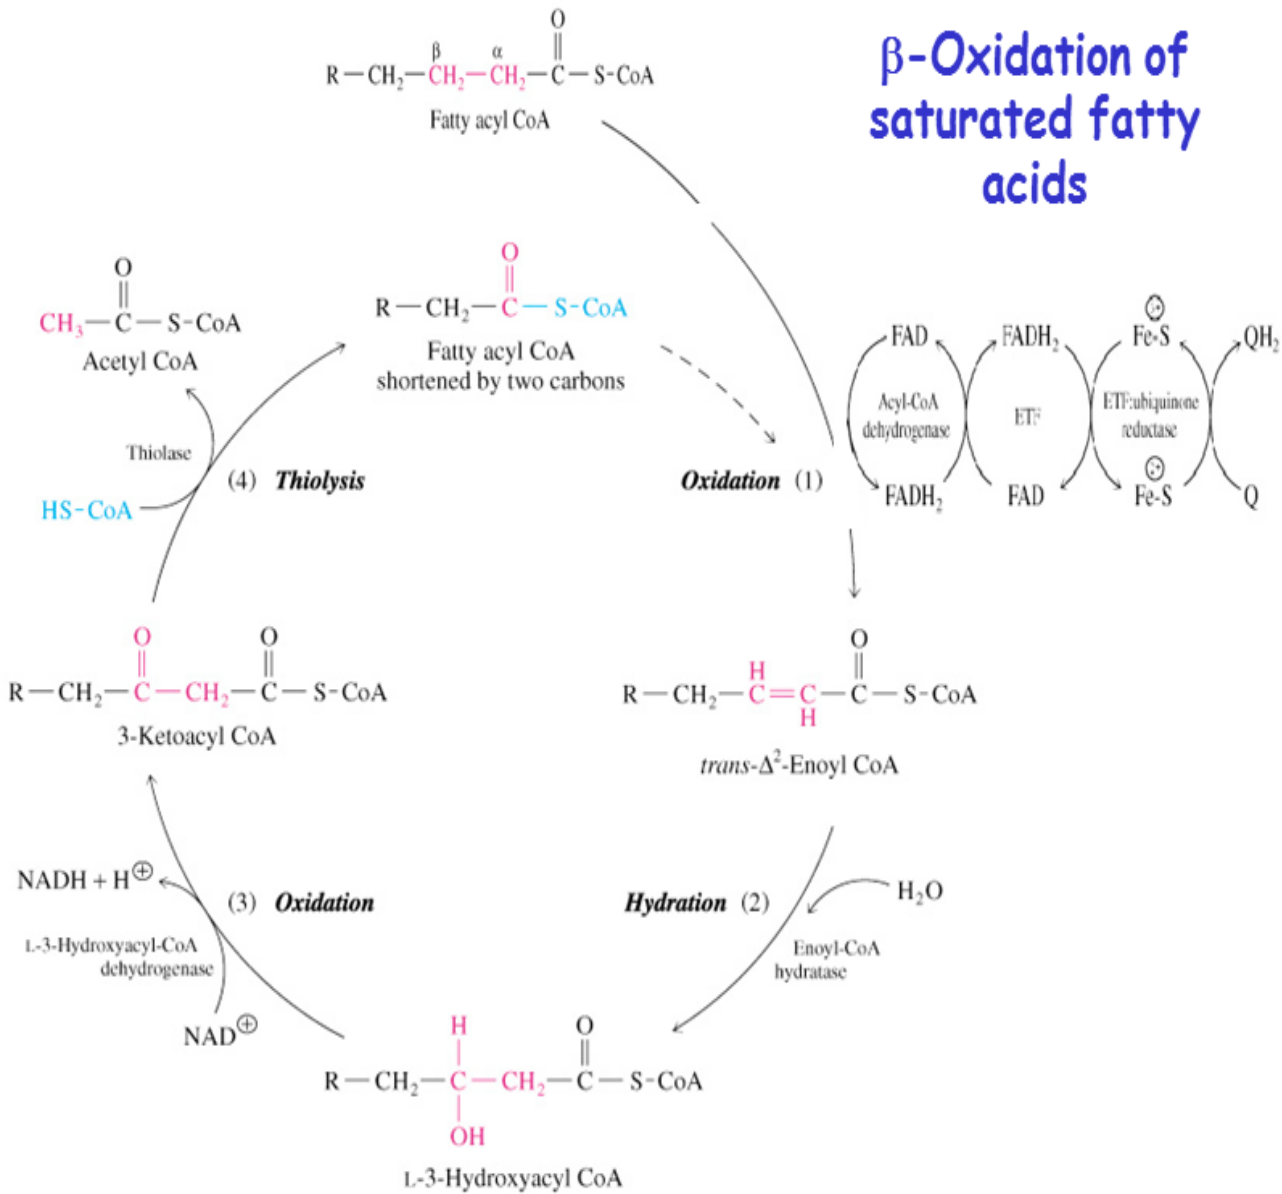 β-Oxidation of
saturated fatty
acids
O
β α
R—CH₂—CH₂—CH₂—C—S-CoA
Fatty acyl CoA
O
R—CH₂—C—S-CoA
Fatty acyl CoA
shortened by two carbons
O
CH₃—C—S-CoA
Acetyl CoA
Thiolase
HS-CoA
(4) Thiolysis
Oxidation (1)
FAD FADH₂ Fe-S QH₂
Acyl-CoA
dehydrogenase
ETF
ETF:ubiquinone
reductase
FADH₂ FAD Fe-S Q
O O
R—CH₂—C—CH₂—C—S-CoA
3-Ketoacyl CoA
H O
R—CH₂—C=C—C—S-CoA
H
trans-Δ²-Enoyl CoA
NADH + H⊕
(3) Oxidation
L-3-Hydroxyacyl-CoA
dehydrogenase
NAD⊕
Hydration (2)
H₂O
Enoyl-CoA
hydratase
H O
R—CH₂—C—CH₂—C—S-CoA
OH
L-3-Hydroxyacyl CoA